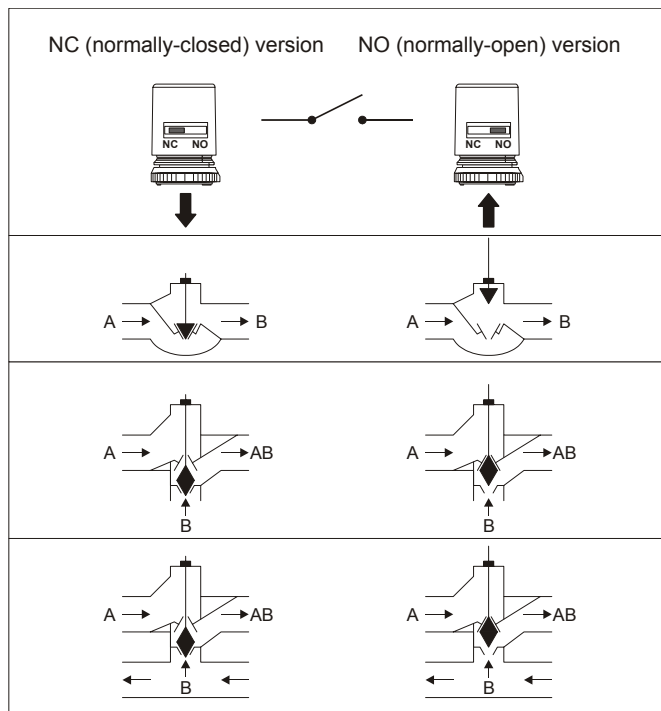 NC (normally-closed) version NO (normally-open) version
NC NO NC NO
A B A B
A AB A AB
B B
A AB A AB
B B